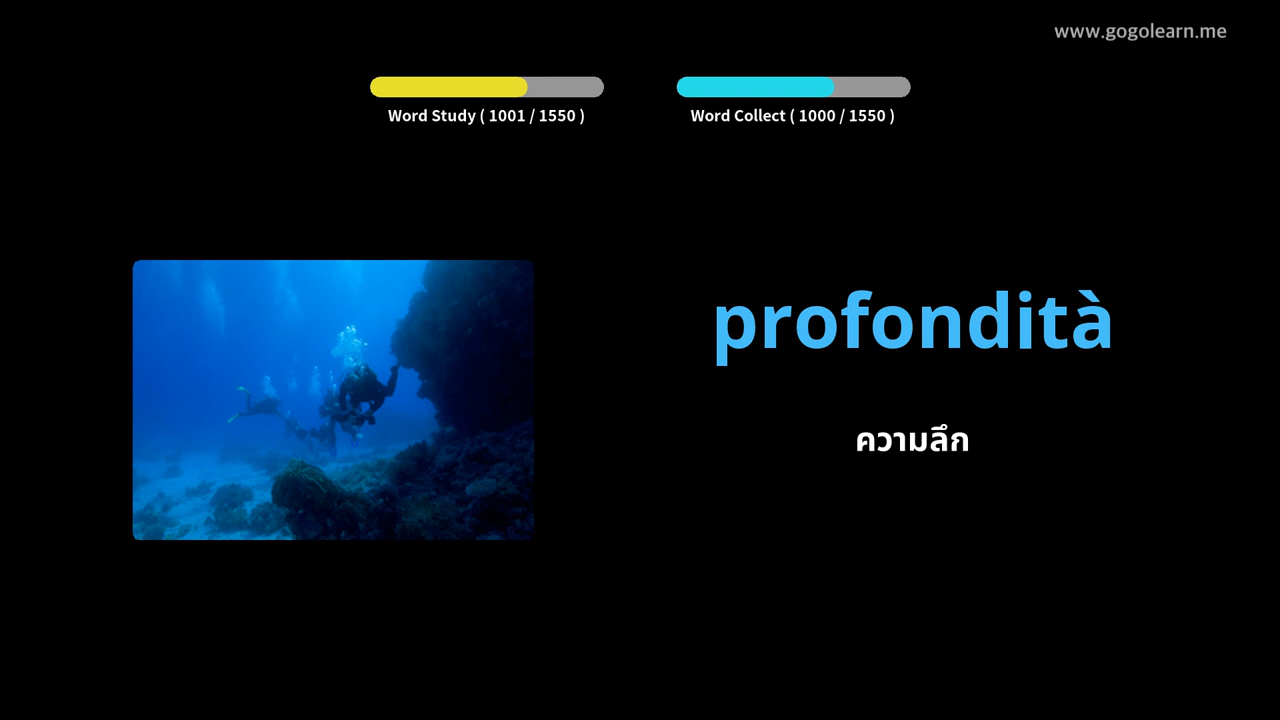 www.gogolearn.me
Word Study ( 1001 / 1550 )
Word Collect ( 1000 / 1550 )
profondità
ความลึก